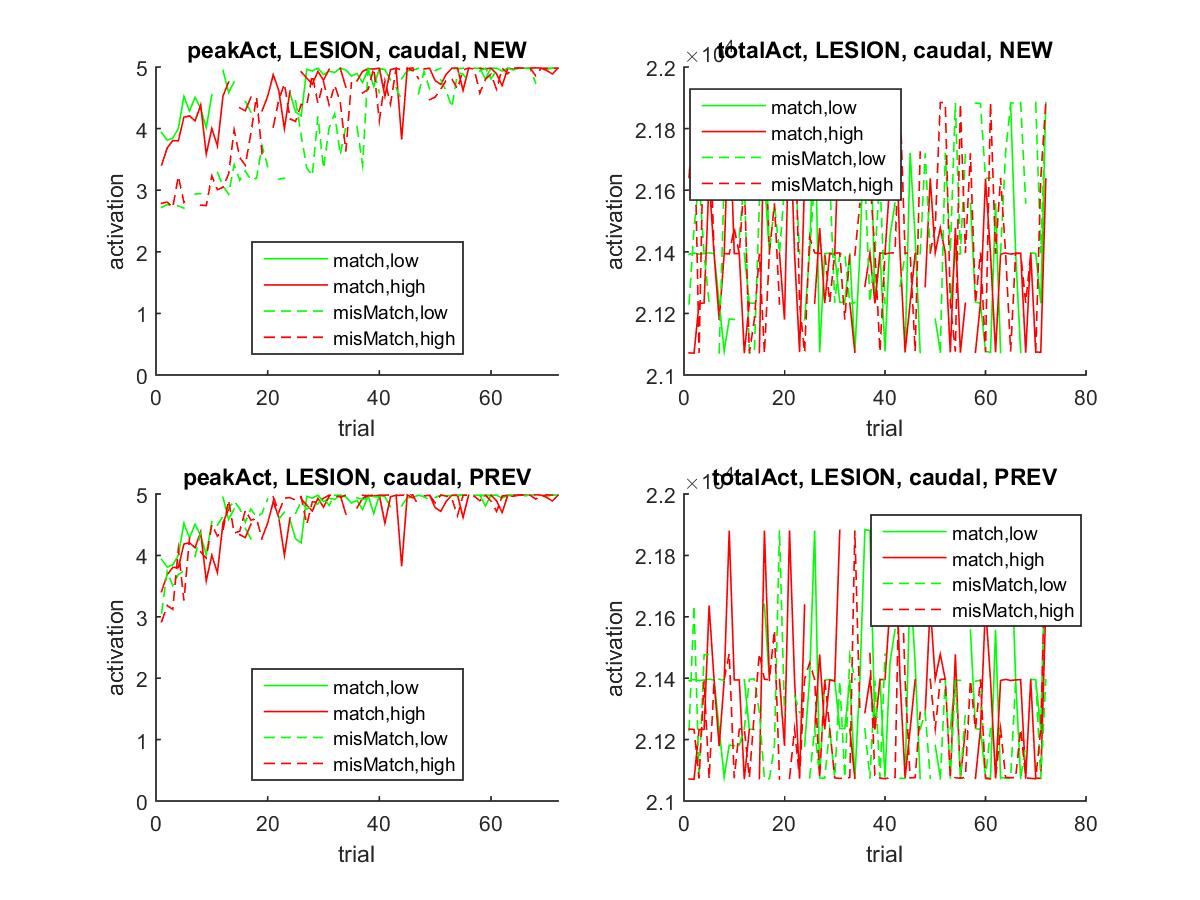 peakAct, LESION, caudal, NEW
5
4
3
2
1
0
activation
match,low
match,high
misMatch,low
misMatch,high
0 20 40 60
trial
totalAct, LESION, caudal, NEW
2.2
2.18
2.16
2.14
2.12
2.1
activation
match,low
match,high
misMatch,low
misMatch,high
0 20 40 60 80
trial
peakAct, LESION, caudal, PREV
5
4
3
2
1
0
activation
match,low
match,high
misMatch,low
misMatch,high
0 20 40 60
trial
totalAct, LESION, caudal, PREV
2.2
2.18
2.16
2.14
2.12
2.1
activation
match,low
match,high
misMatch,low
misMatch,high
0 20 40 60 80
trial